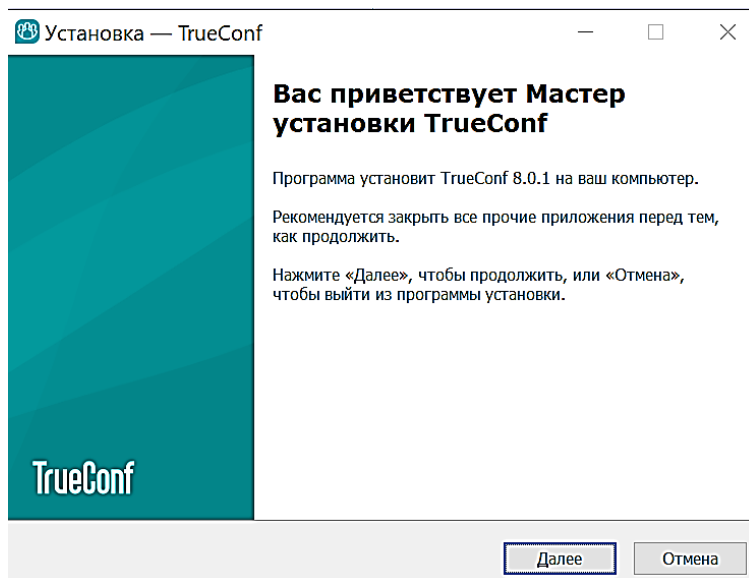 Установка — TrueConf
Вас приветствует Мастер
установки TrueConf
Программа установит TrueConf 8.0.1 на ваш компьютер.
Рекомендуется закрыть все прочие приложения перед тем,
как продолжить.
Нажмите «Далее», чтобы продолжить, или «Отмена»,
чтобы выйти из программы установки.
TrueConf
Далее
Отмена